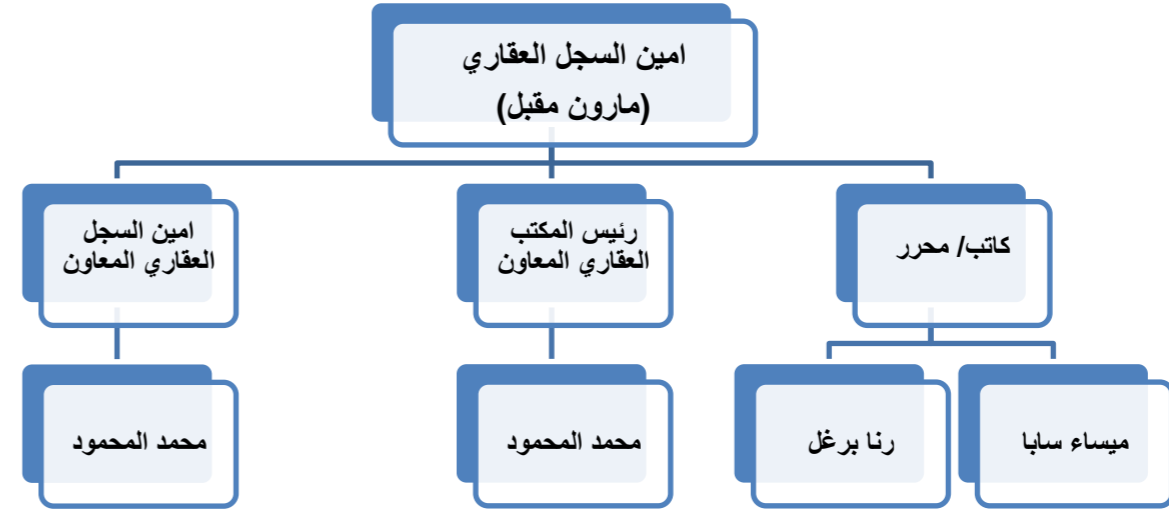 امين السجل العقاري
(مارون مقبل)
كاتب/ محرر
رئيس المكتب
العقاري المعاون
امين السجل
العقاري المعاون
ميساء سابا
رنا برغل
محمد المحمود
محمد المحمود